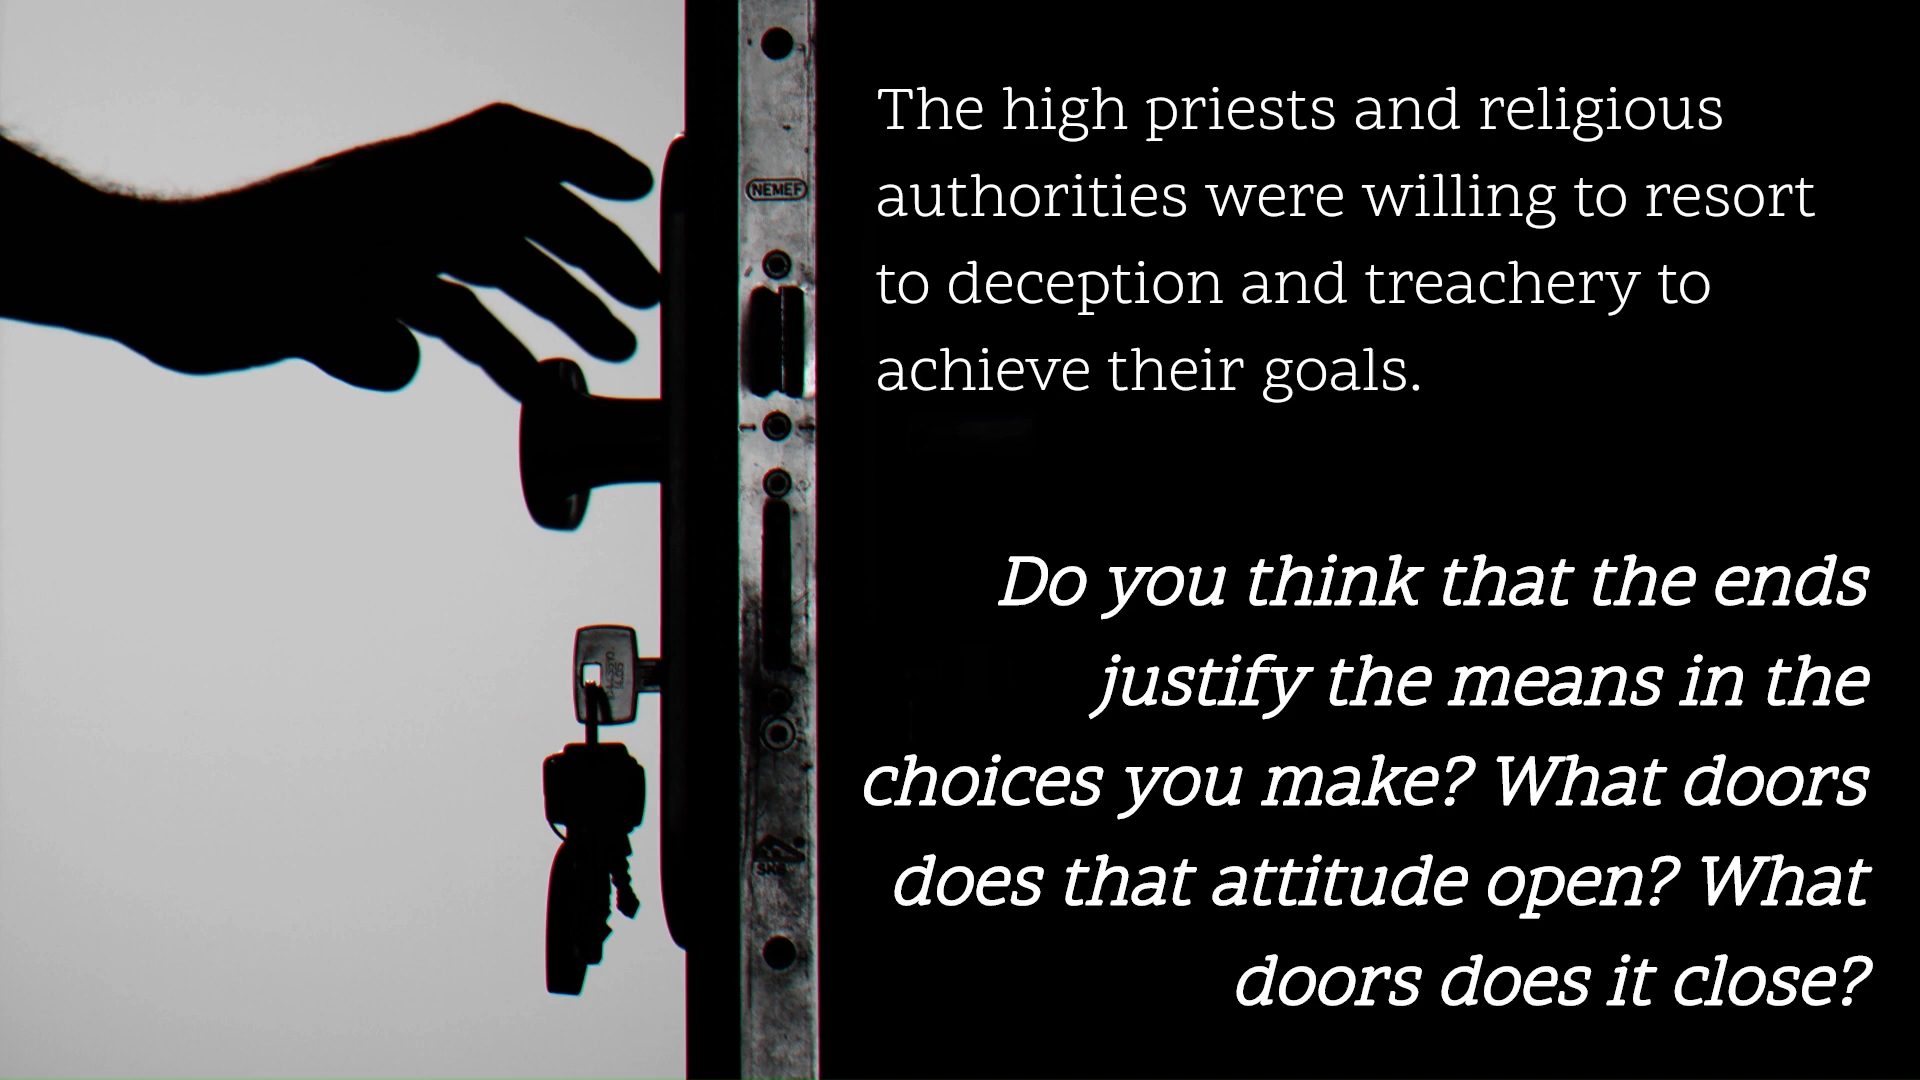 The high priests and religious
authorities were willing to resort
to deception and treachery to
achieve their goals.
Do you think that the ends
justify the means in the
choices you make? What doors
does that attitude open? What
doors does it close?
NEMEF